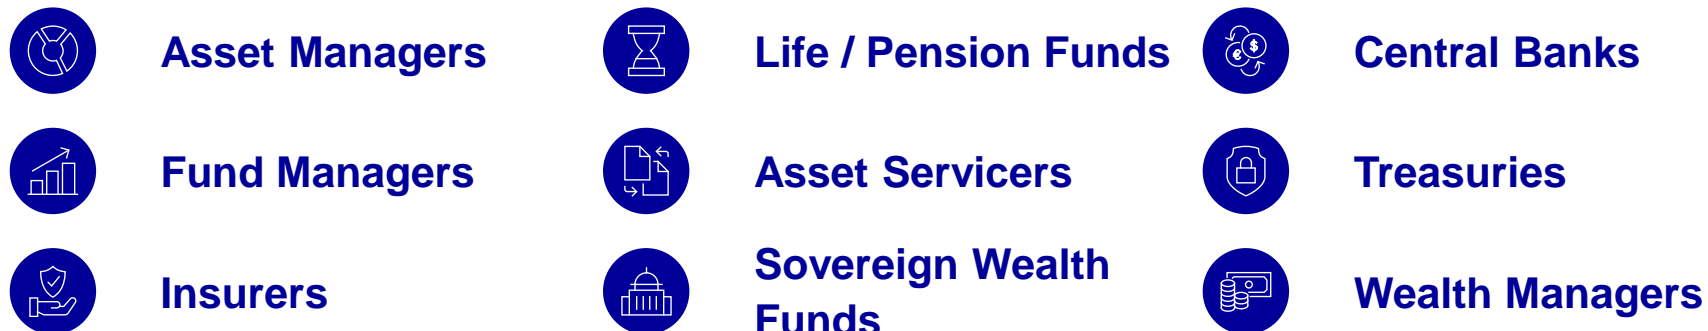 Asset Managers
Life / Pension Funds
€ $
Central Banks
Fund Managers
Asset Servicers
Treasuries
Insurers
Sovereign Wealth
Funds
Wealth Managers